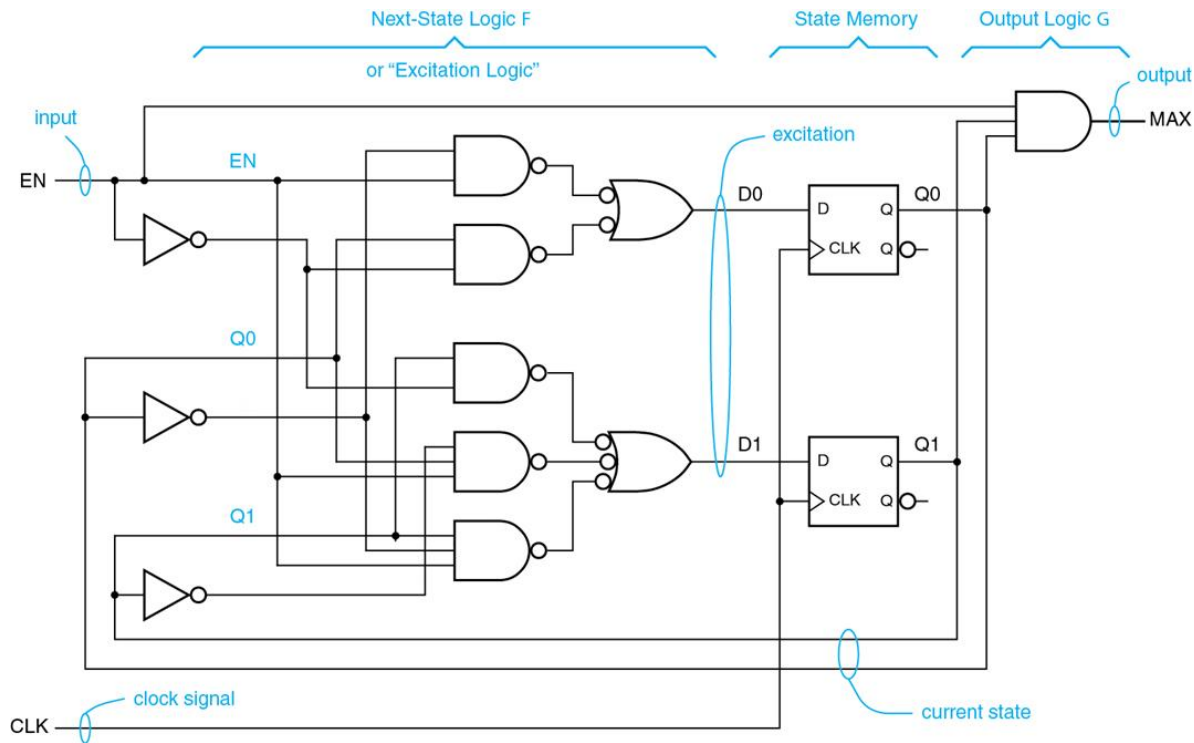 Next-State Logic F
or “Excitation Logic”
State Memory
Output Logic G
output
input
excitation
MAX
EN
EN
D0
D
Q
Q0
CLK
Q
Q0
D1
D
Q
Q1
CLK
Q
Q1
clock signal
current state
CLK